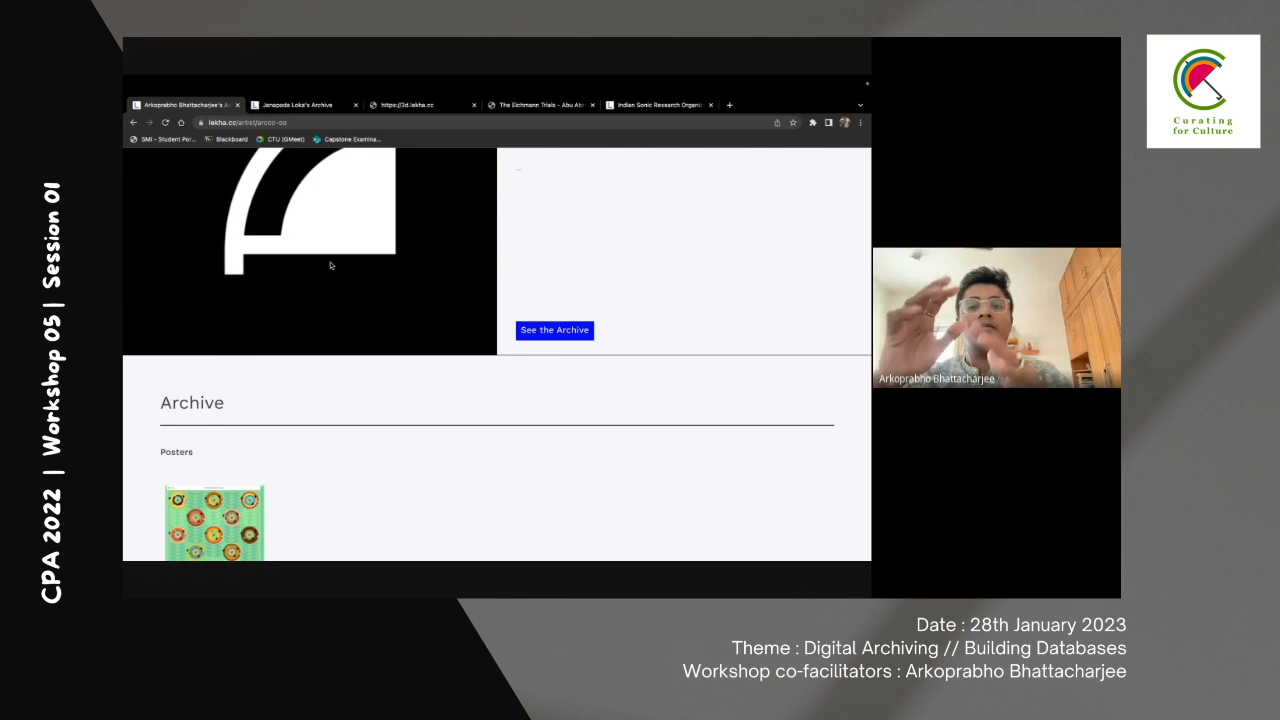 CPA 2022 | Workshop 05 | Session 01
Arkoprabho Bhattacharjee's A
Janapada Loka's Archive
https://3d.lekha.cc
The Eichmann Trials - Abu Abr
Indian Sonic Research Organi
lekha.cc/artist/arcoc-co
SMI - Student Por...
Blackboard
CTU (GMeet)
Capstone Examina...
See the Archive
Archive
Posters
Arkoprabho Bhattacharjee
Curating
for Culture
Date : 28th January 2023
Theme : Digital Archiving // Building Databases
Workshop co-facilitators : Arkoprabho Bhattacharjee